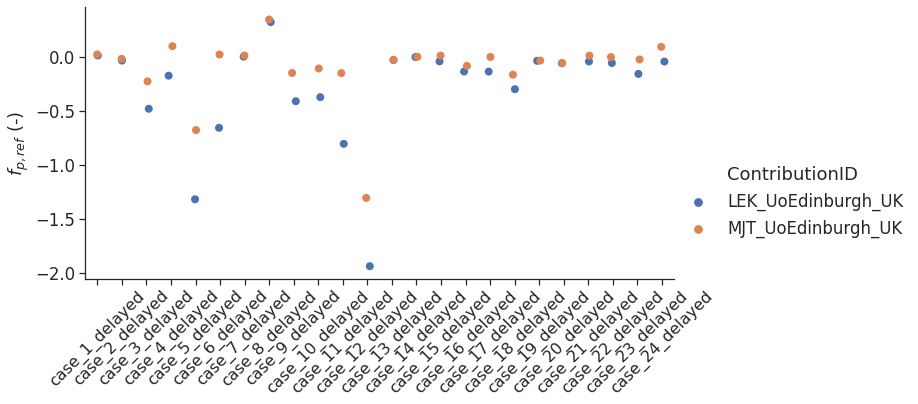 0.0
−0.5
−1.0
−1.5
−2.0
f_{p,ref} (-)
case_1_delayed
case_2_delayed
case_3_delayed
case_4_delayed
case_5_delayed
case_6_delayed
case_7_delayed
case_8_delayed
case_9_delayed
case_10_delayed
case_11_delayed
case_12_delayed
case_13_delayed
case_14_delayed
case_15_delayed
case_16_delayed
case_17_delayed
case_18_delayed
case_19_delayed
case_20_delayed
case_21_delayed
case_22_delayed
case_23_delayed
case_24_delayed
ContributionID
LEK_UoEdinburgh_UK
MJT_UoEdinburgh_UK